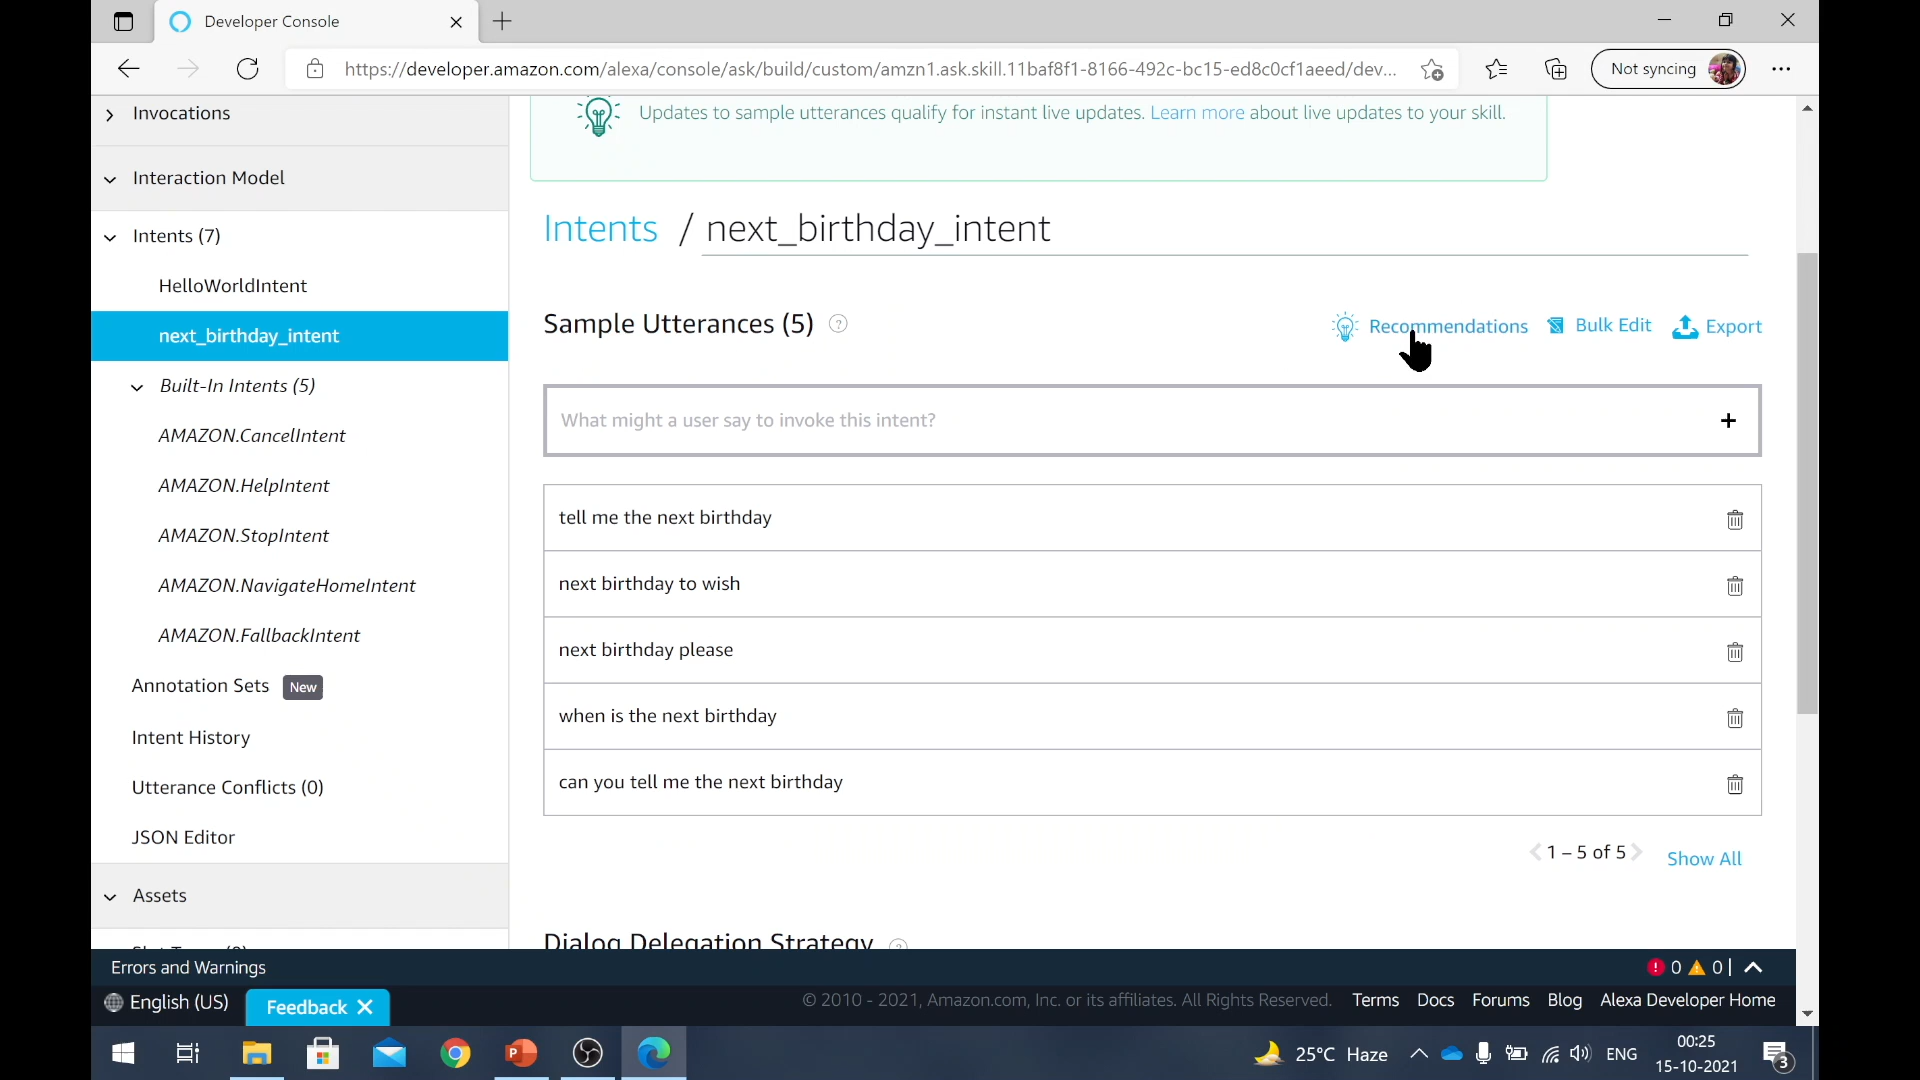 Developer Console
https://developer.amazon.com/alexa/console/ask/build/custom/amzn1.ask.skill.11baf8f1-8166-492c-bc15-ed8c0cf1aeed/dev...
Not syncing
Invocations
Interaction Model
Intents (7)
HelloWorldIntent
next_birthday_intent
Built-In Intents (5)
AMAZON.CancelIntent
AMAZON.HelpIntent
AMAZON.StopIntent
AMAZON.NavigateHomeIntent
AMAZON.FallbackIntent
Annotation Sets New
Intent History
Utterance Conflicts (0)
JSON Editor
Assets
Updates to sample utterances qualify for instant live updates. Learn more about live updates to your skill.
Intents / next_birthday_intent
Sample Utterances (5) ?
Recommendations Bulk Edit Export
What might a user say to invoke this intent? +
tell me the next birthday
next birthday to wish
next birthday please
when is the next birthday
can you tell me the next birthday
1 – 5 of 5 Show All
Dialog Delegation Strategy
Errors and Warnings
0 0
English (US) Feedback
© 2010 - 2021, Amazon.com, Inc. or its affiliates. All Rights Reserved. Terms Docs Forums Blog Alexa Developer Home
25°C Haze ENG
00:25
15-10-2021
3